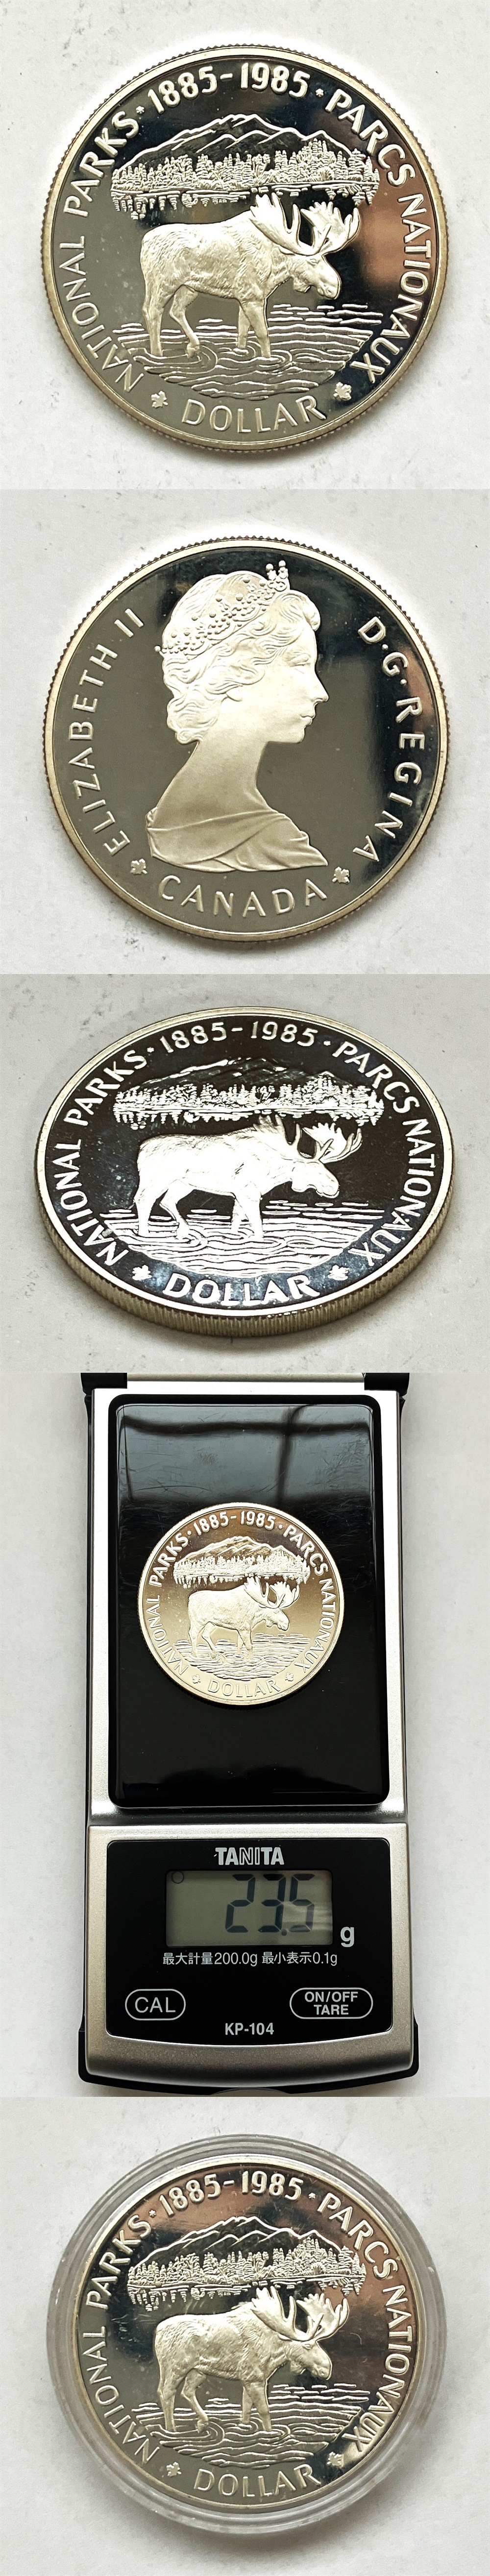 NATIONAL PARKS · 1885-1985 · PARCS NATIONAUX
DOLLAR
ELIZABETH II
D·G·REGINA
CANADA
NATIONAL PARKS · 1885-1985 · PARCS NATIONAUX
DOLLAR
NATIONAL PARKS · 1885-1985 · PARCS NATIONAUX
DOLLAR
TANITA
23.5 g
最大計量200.0g 最小表示0.1g
CAL
ON/OFF
TARE
KP-104
NATIONAL PARKS · 1885-1985 · PARCS NATIONAUX
DOLLAR